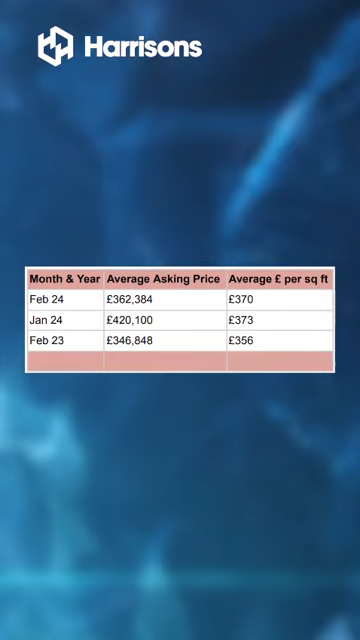 Harrisons
Month & Year Average Asking Price Average £ per sq ft
Feb 24 £362,384 £370
Jan 24 £420,100 £373
Feb 23 £346,848 £356